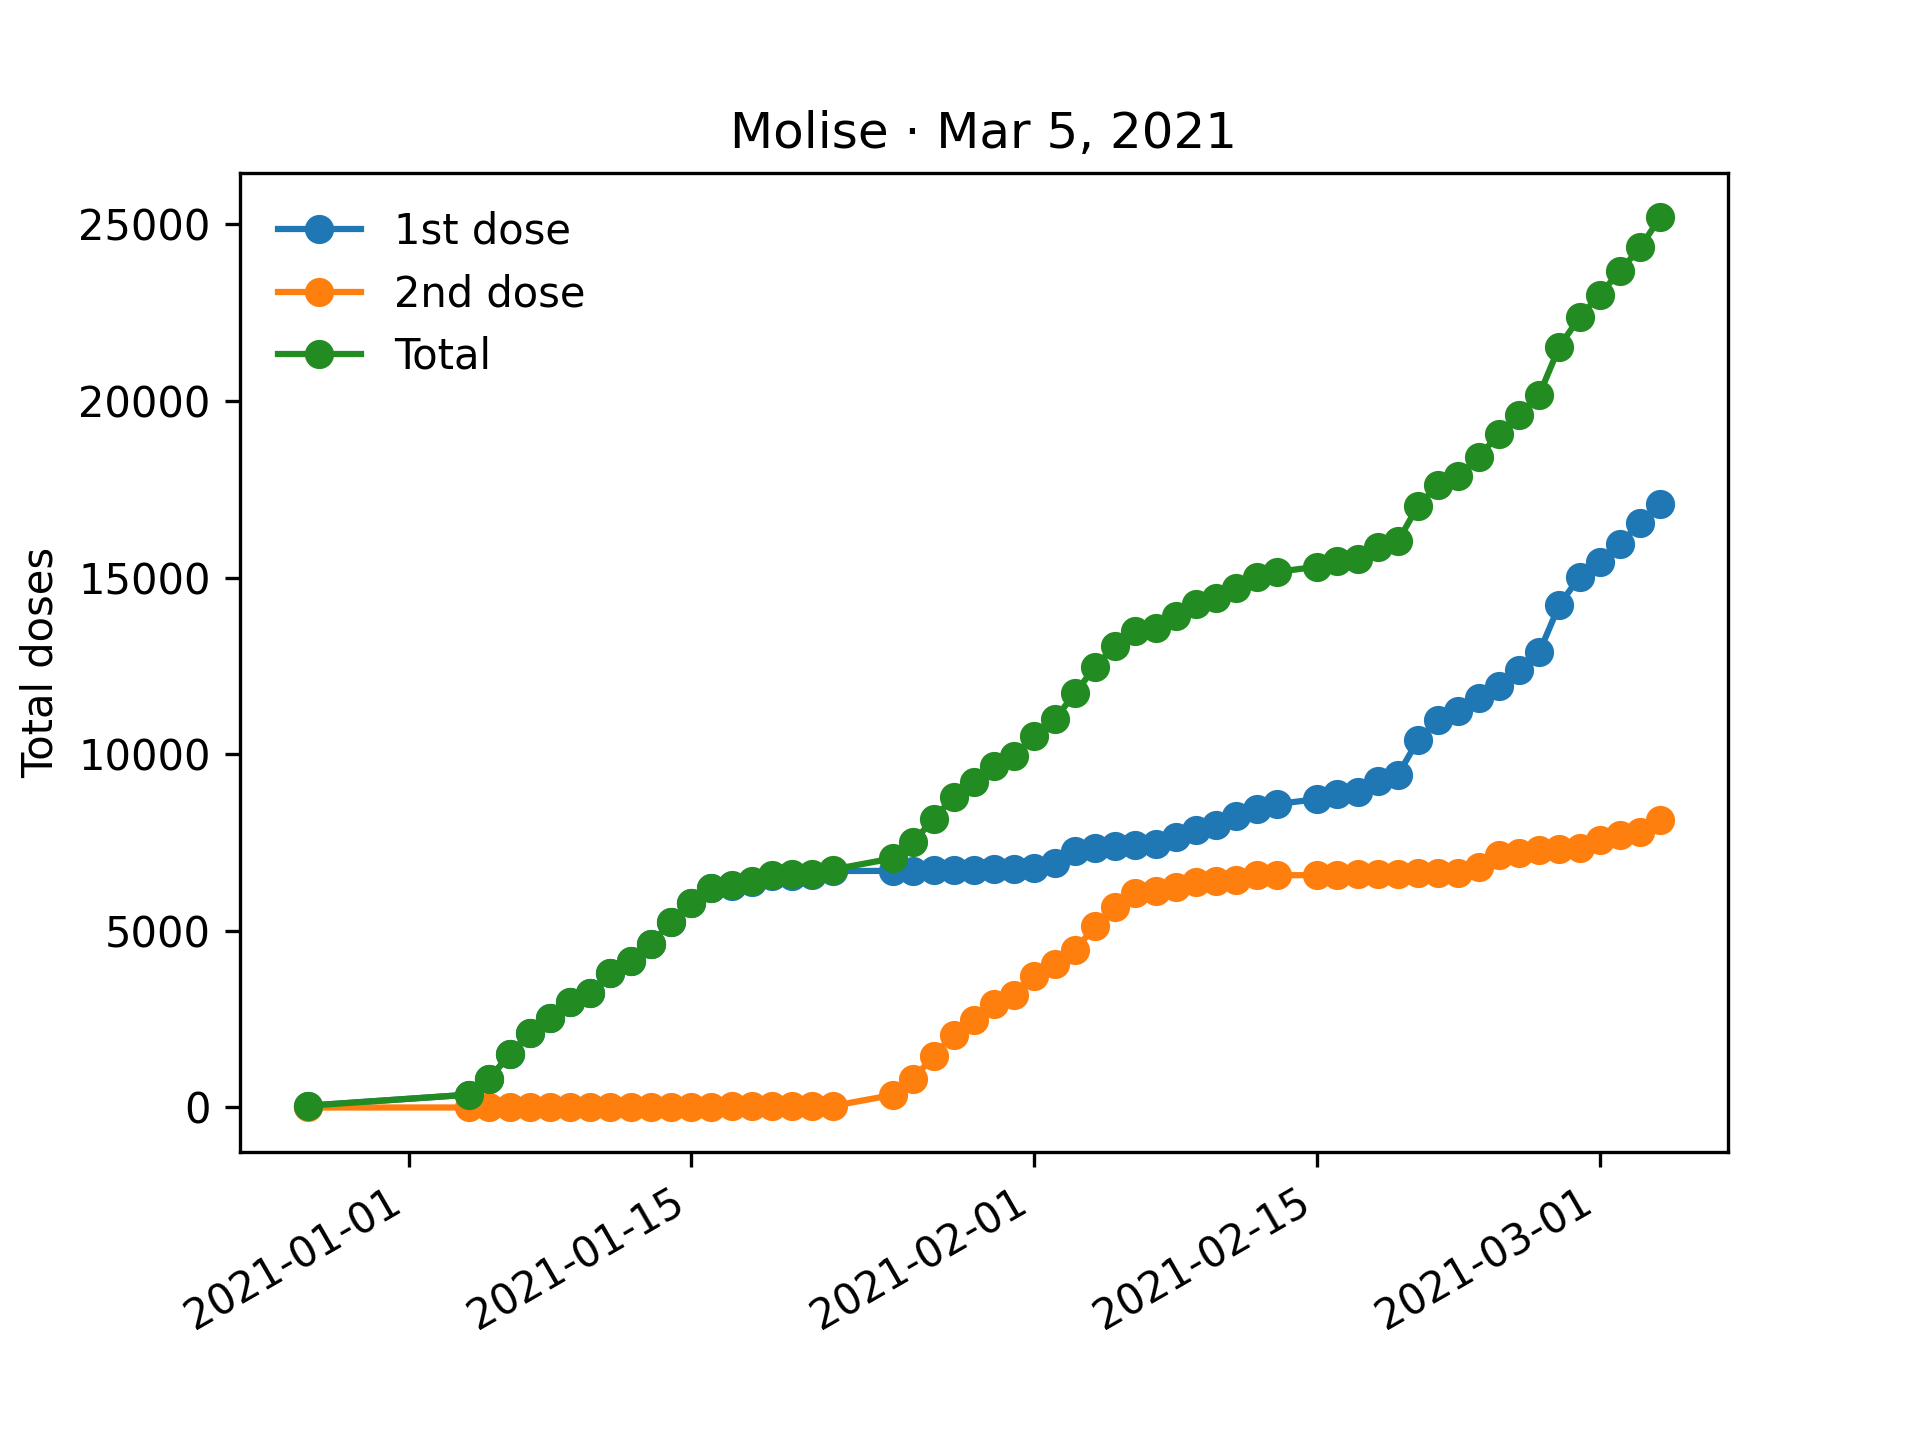 Molise · Mar 5, 2021
25000
20000
15000
10000
5000
0
Total doses
1st dose
2nd dose
Total
2021-01-01
2021-01-15
2021-02-01
2021-02-15
2021-03-01